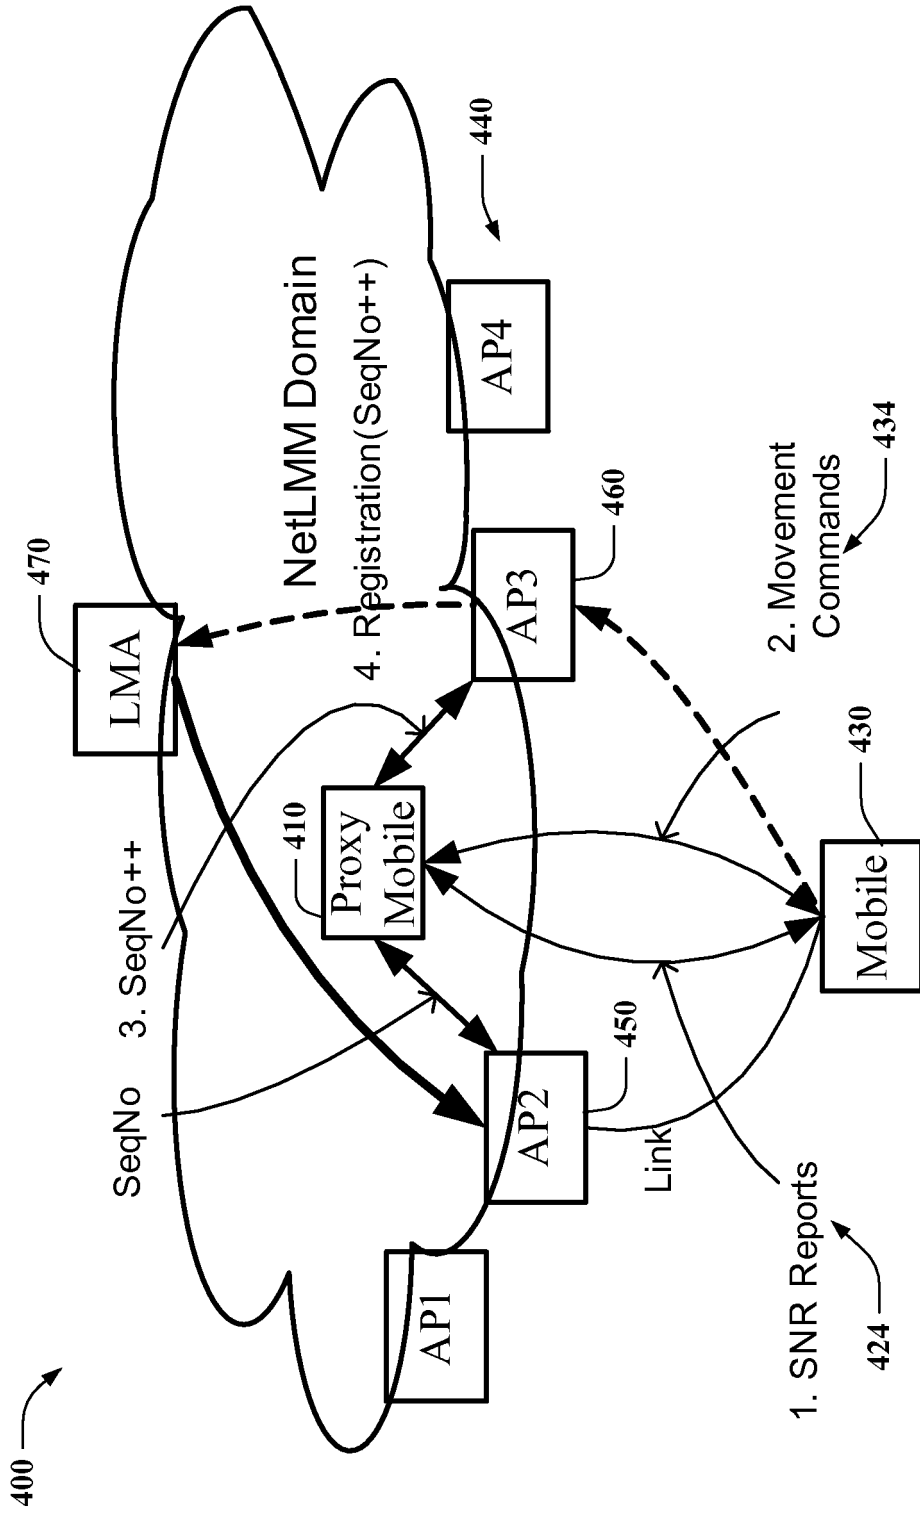 400
LMA
470
3. SeqNo++
SeqNo
NetLMM Domain
4. Registration(SeqNo++)
410
Proxy
Mobile
440
AP1
AP2
450
AP3
460
AP4
Link
1. SNR Reports
424
Mobile
430
2. Movement
Commands
434